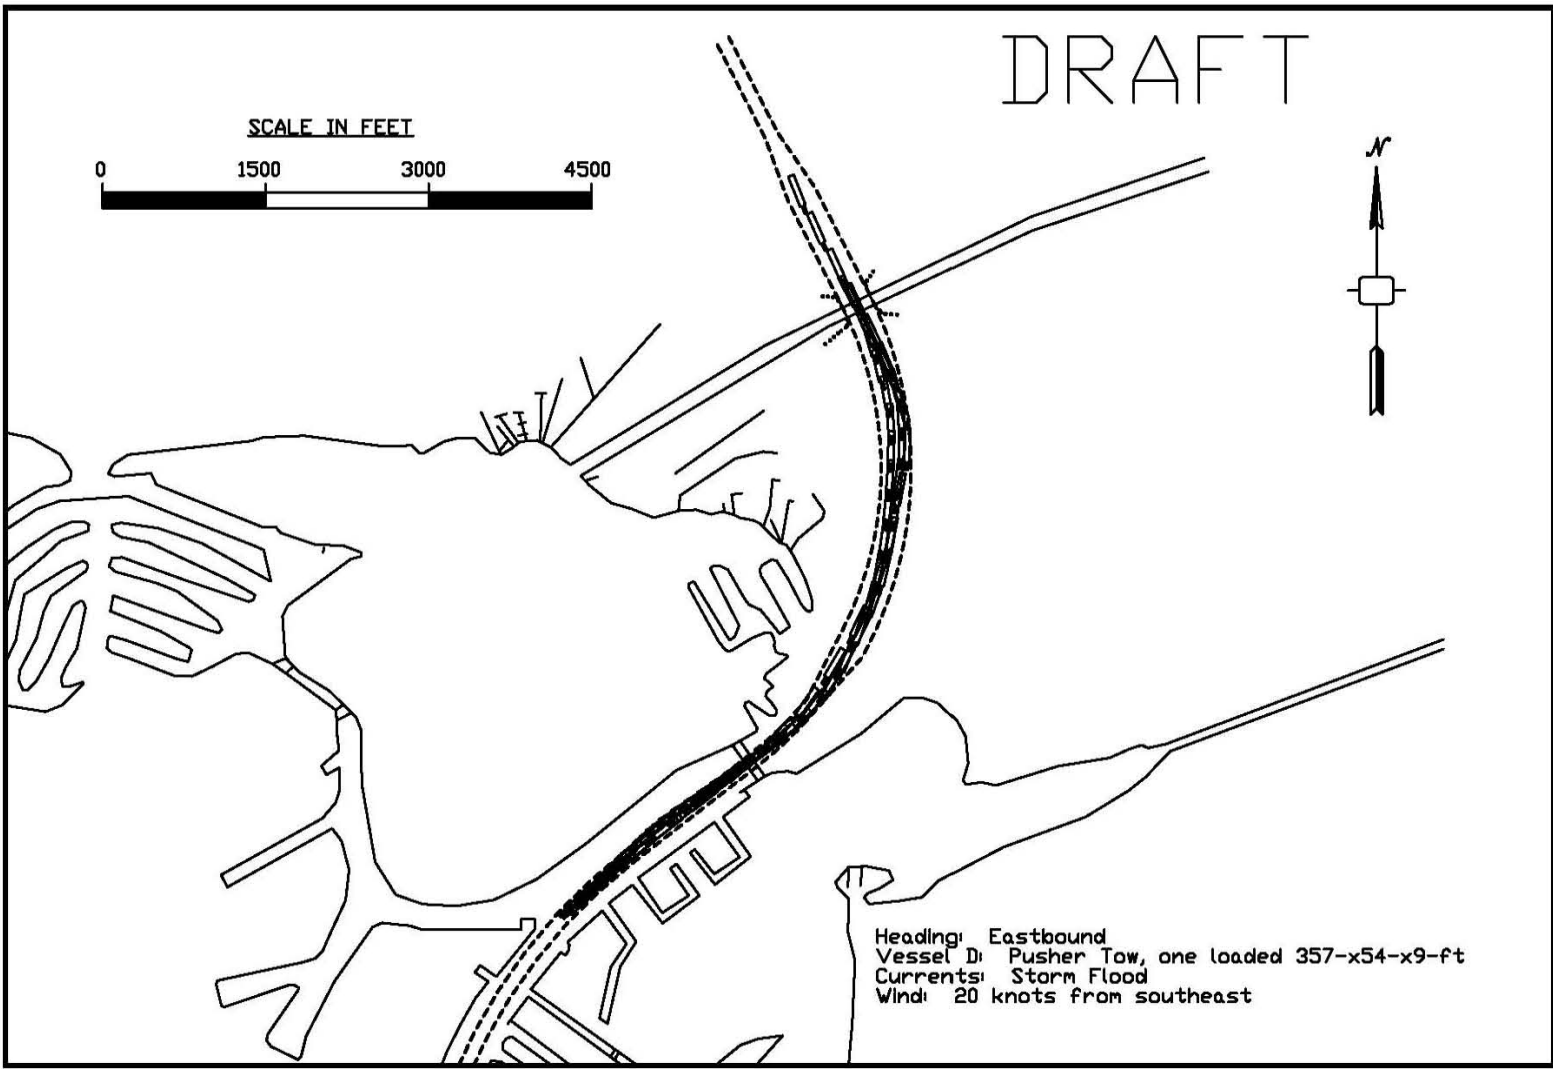 DRAFT
SCALE IN FEET
0 1500 3000 4500
N
Heading: Eastbound
Vessel D: Pusher Tow, one loaded 357-x54-x9-ft
Currents: Storm Flood
Wind: 20 knots from southeast